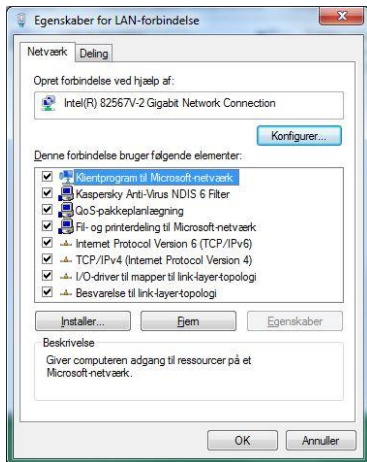 Egenskaber for LAN-forbindelse
Netværk Deling
Opret forbindelse ved hjælp af:
Intel(R) 82567V-2 Gigabit Network Connection
Konfigurer...
Denne forbindelse bruger følgende elementer:
Klientprogram til Microsoft-netværk
Kaspersky Anti-Virus NDIS 6 Filter
QoS-pakkeplanlægning
Fil- og printerdeling til Microsoft-netværk
Internet Protocol Version 6 (TCP/IPv6)
TCP/IPv4 (Internet Protocol Version 4)
I/O-driver til mapper til link-layer-topologi
Besvarelse til link-layer-topologi
Installer... Fjern Egenskaber
Beskrivelse
Giver computeren adgang til ressourcer på et
Microsoft-netværk.
OK Annuller